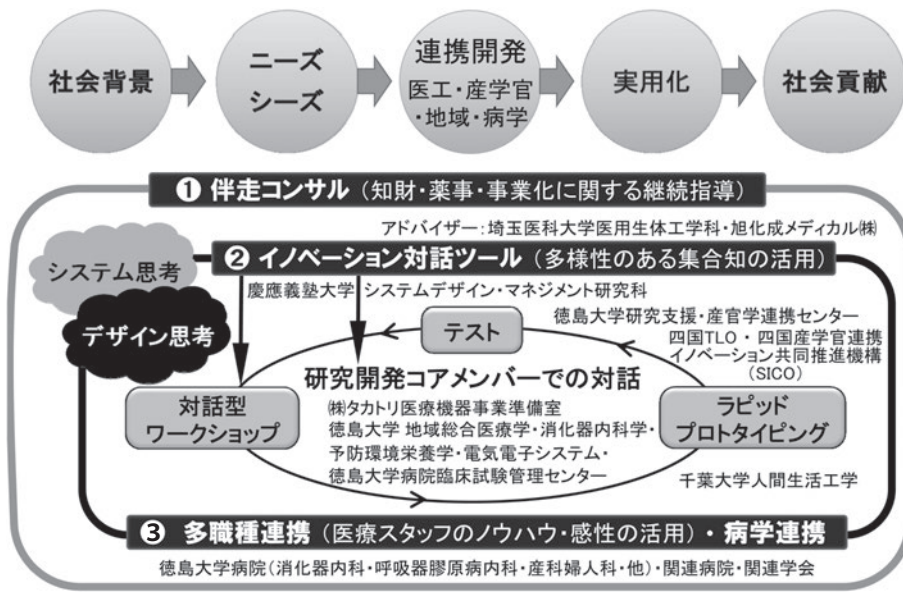 社会背景
ニーズ
シーズ
連携開発
医工・産学官
・地域・病学
実用化
社会貢献
❶ 伴走コンサル（知財・薬事・事業化に関する継続指導）
アドバイザー：埼玉医科大学医用生体工学科・旭化成メディカル㈱
システム思考
デザイン思考
❷ イノベーション対話ツール（多様性のある集合知の活用）
慶應義塾大学 システムデザイン・マネジメント研究科
テスト
徳島大学研究支援・産官学連携センター
四国TLO・四国産学官連携
イノベーション共同推進機構
(SICO)
研究開発コアメンバーでの対話
対話型
ワークショップ
㈱タカトリ医療機器事業準備室
徳島大学 地域総合医療学・消化器内科学・
予防環境栄養学・電気電子システム・
徳島大学病院臨床試験管理センター
ラピッド
プロトタイピング
千葉大学人間生活工学
❸ 多職種連携（医療スタッフのノウハウ・感性の活用）・病学連携
徳島大学病院（消化器内科・呼吸器膠原病内科・産科婦人科・他）・関連病院・関連学会